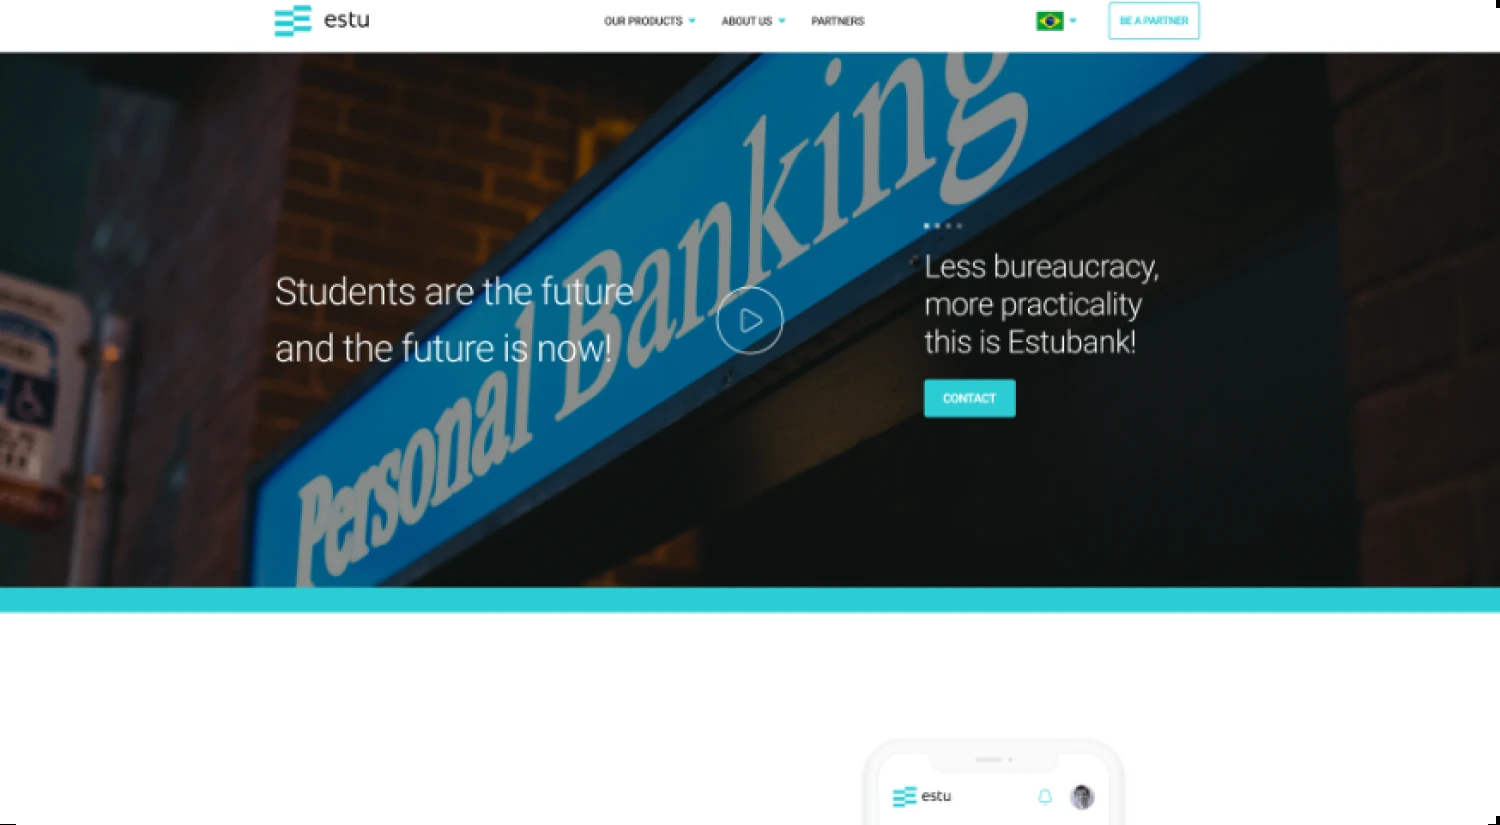 estu
OUR PRODUCTS
ABOUT US
PARTNERS
BE A PARTNER
Personal Banking
Students are the future
and the future is now!
Less bureaucracy,
more practicality
this is Estubank!
CONTACT
estu